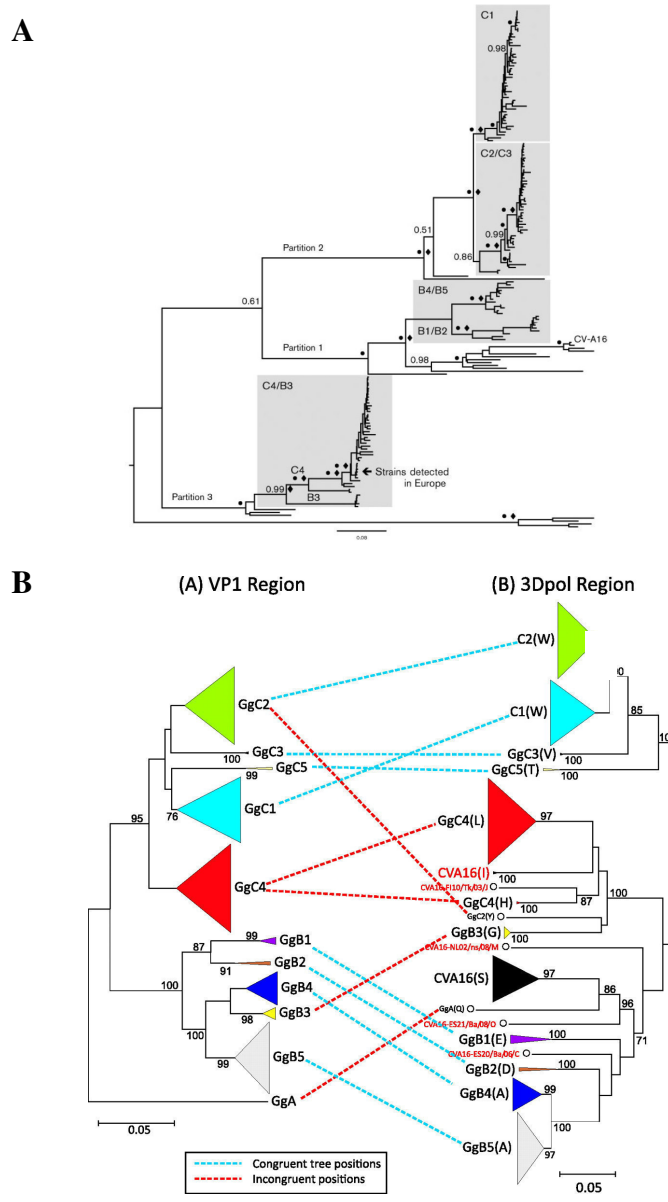 A
C1
0.98
C2/C3
0.99
0.51
0.86
Partition 2
B4/B5
0.61
B1/B2
CV-A16
Partition 1
0.98
C4/B3
C4
Strains detected
in Europe
0.99
B3
Partition 3
0.09
B
(A) VP1 Region
(B) 3Dpol Region
C2(W)
GgC2
C1(W)
85
GgC3
100
GgC3(V)
100
GgC5
99
GgC5(T)
100
GgC1
76
95
GgC4(L)
97
GgC4
CVA16(I)
100
CVA16-FI10/Tk/03/J
GgC4(H)
100
87
GgC2(Y)
GgB3(G)
100
99
GgB1
87
CVA16-NL02/ns/08/M
GgB2
91
100
GgB4
CVA16(S)
97
86
GgB3
98
GgA(Q)
96
CVA16-ES21/Ba/08/O
71
100
GgB1(E)
100
GgB5
99
CVA16-ES20/Ba/06/C
GgB2(D)
100
GgA
GgB4(A)
99
100
0.05
GgB5(A)
97
Congruent tree positions
Incongruent positions
0.05